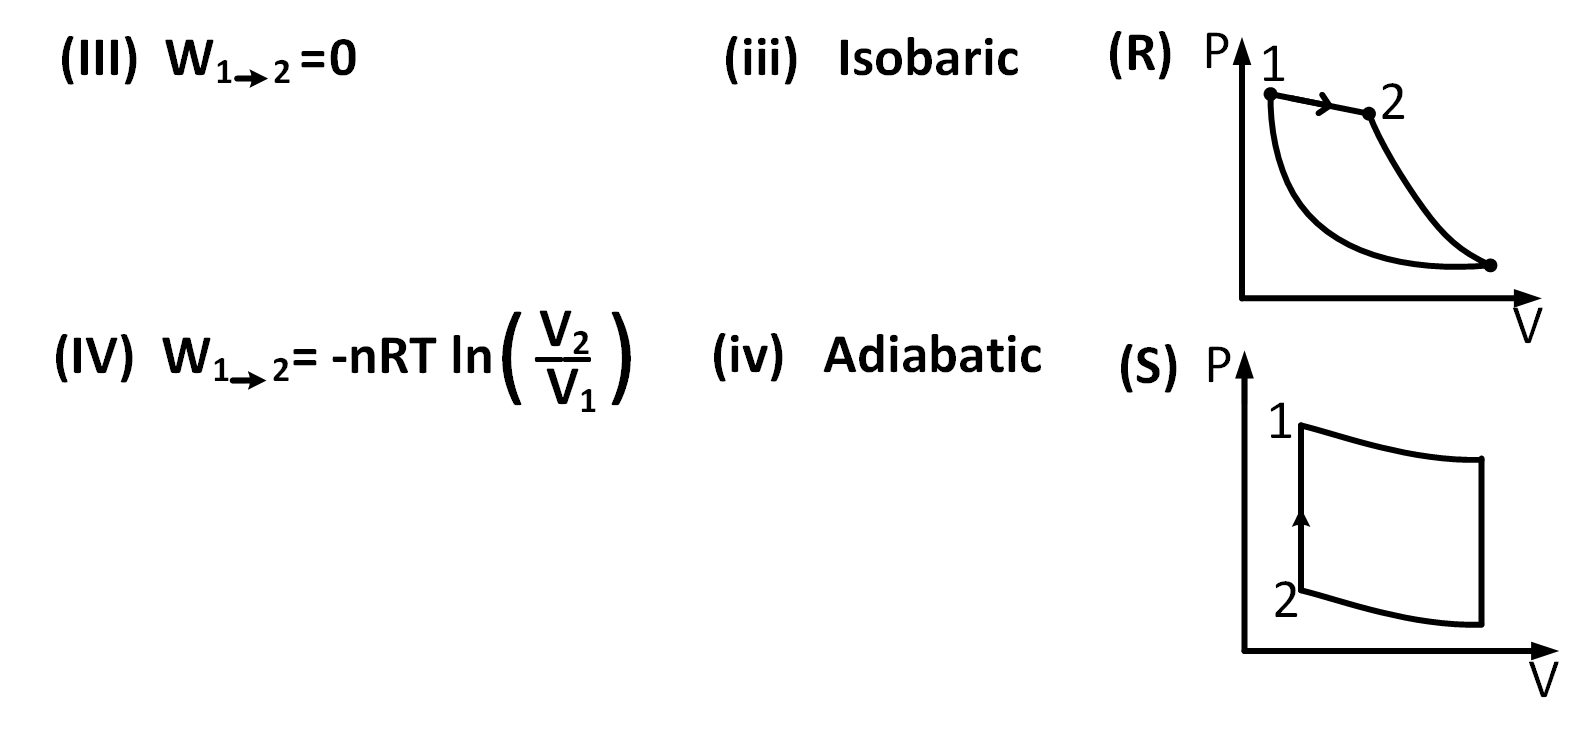 (III) W₁→₂ =0 (iii) Isobaric (R) P
1
2
V
(IV) W₁→₂= -nRT ln(V₂/V₁) (iv) Adiabatic (S) P
1
2
V